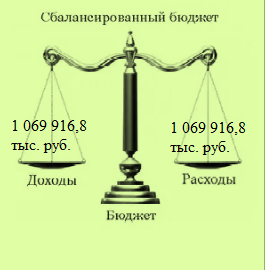 Сбалансированный бюджет
1 069 916,8
тыс. руб.
1 069 916,8
тыс. руб.
Доходы
Расходы
Бюджет